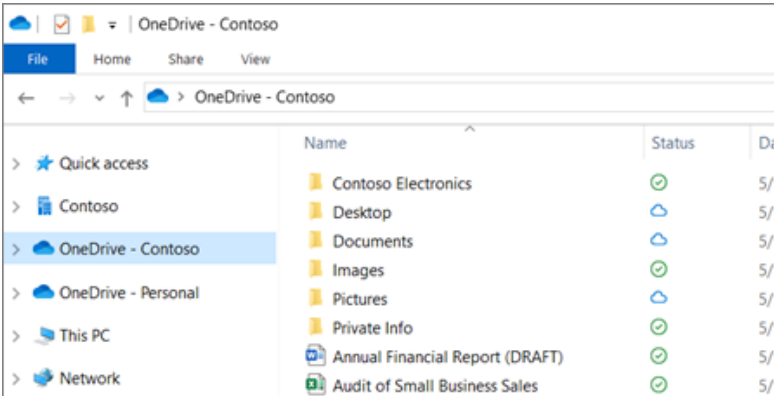 OneDrive - Contoso
File Home Share View
OneDrive - Contoso
Name Status
Quick access
Contoso
OneDrive - Contoso
OneDrive - Personal
This PC
Network
Contoso Electronics 5/
Desktop 5/
Documents 5/
Images 5/
Pictures 5/
Private Info 5/
Annual Financial Report (DRAFT) 5/
Audit of Small Business Sales 5/